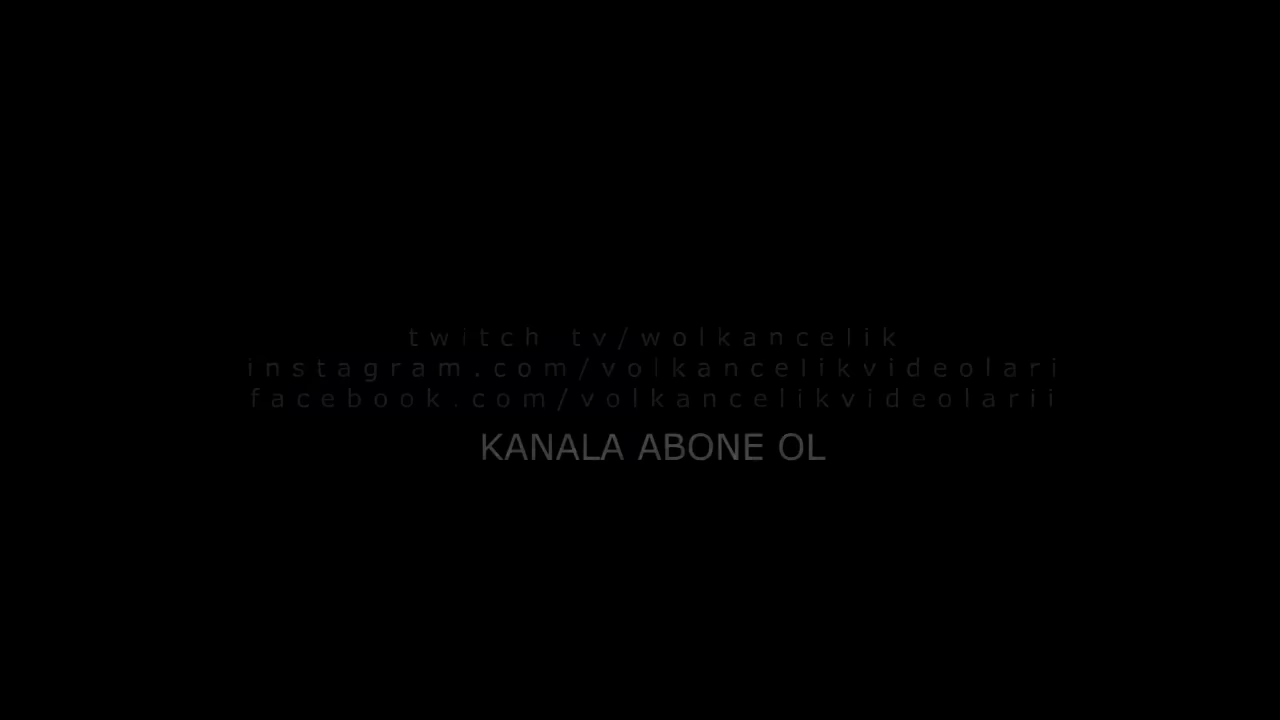 twitch tv/wolkancelik
instagram.com/volkancelikvideolari
facebook.com/volkancelikvideolarii
KANALA ABONE OL